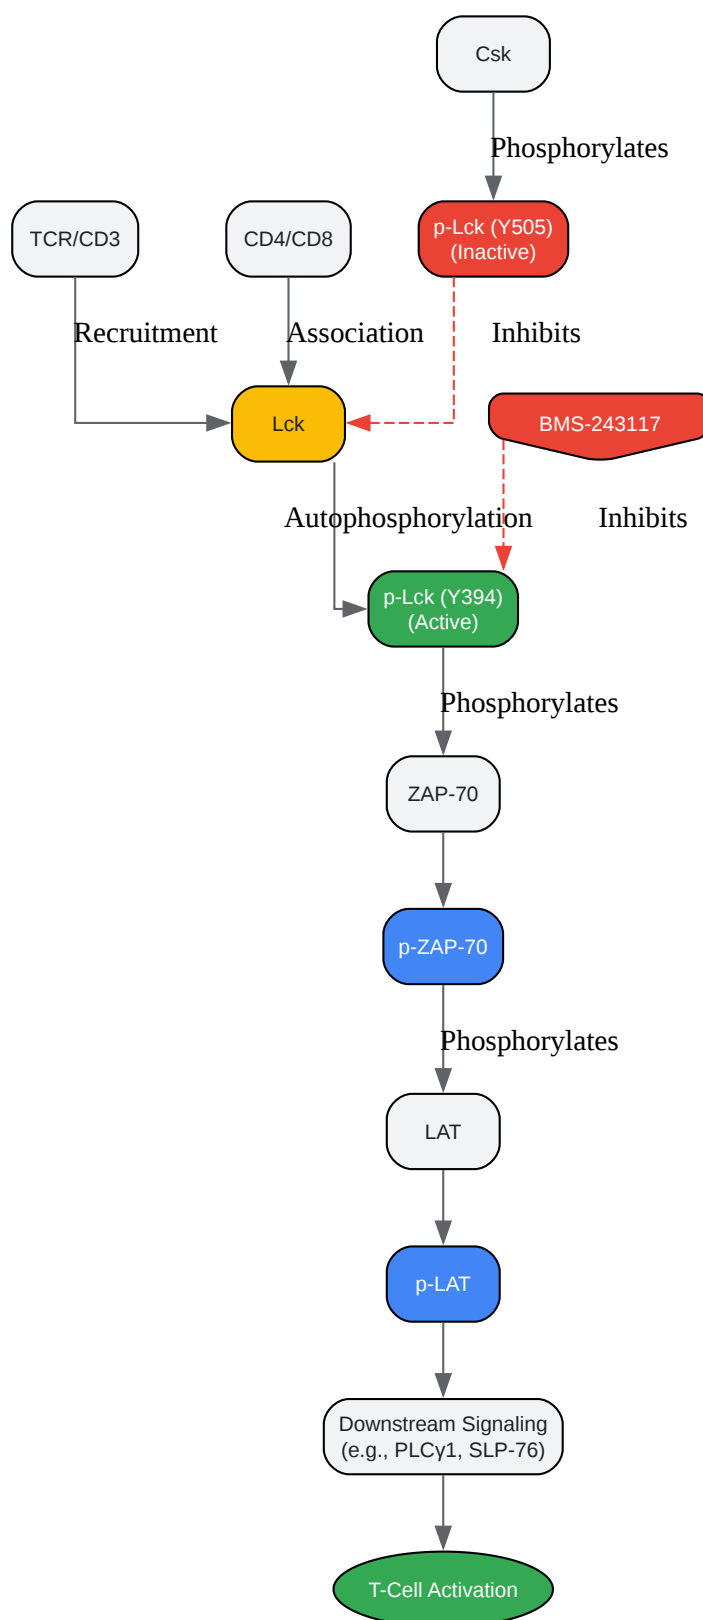 Csk
Phosphorylates
TCR/CD3
CD4/CD8
p-Lck (Y505)
(Inactive)
Recruitment
Association
Inhibits
Lck
BMS-243117
Autophosphorylation
Inhibits
p-Lck (Y394)
(Active)
Phosphorylates
ZAP-70
p-ZAP-70
Phosphorylates
LAT
p-LAT
Downstream Signaling
(e.g., PLCγ1, SLP-76)
T-Cell Activation